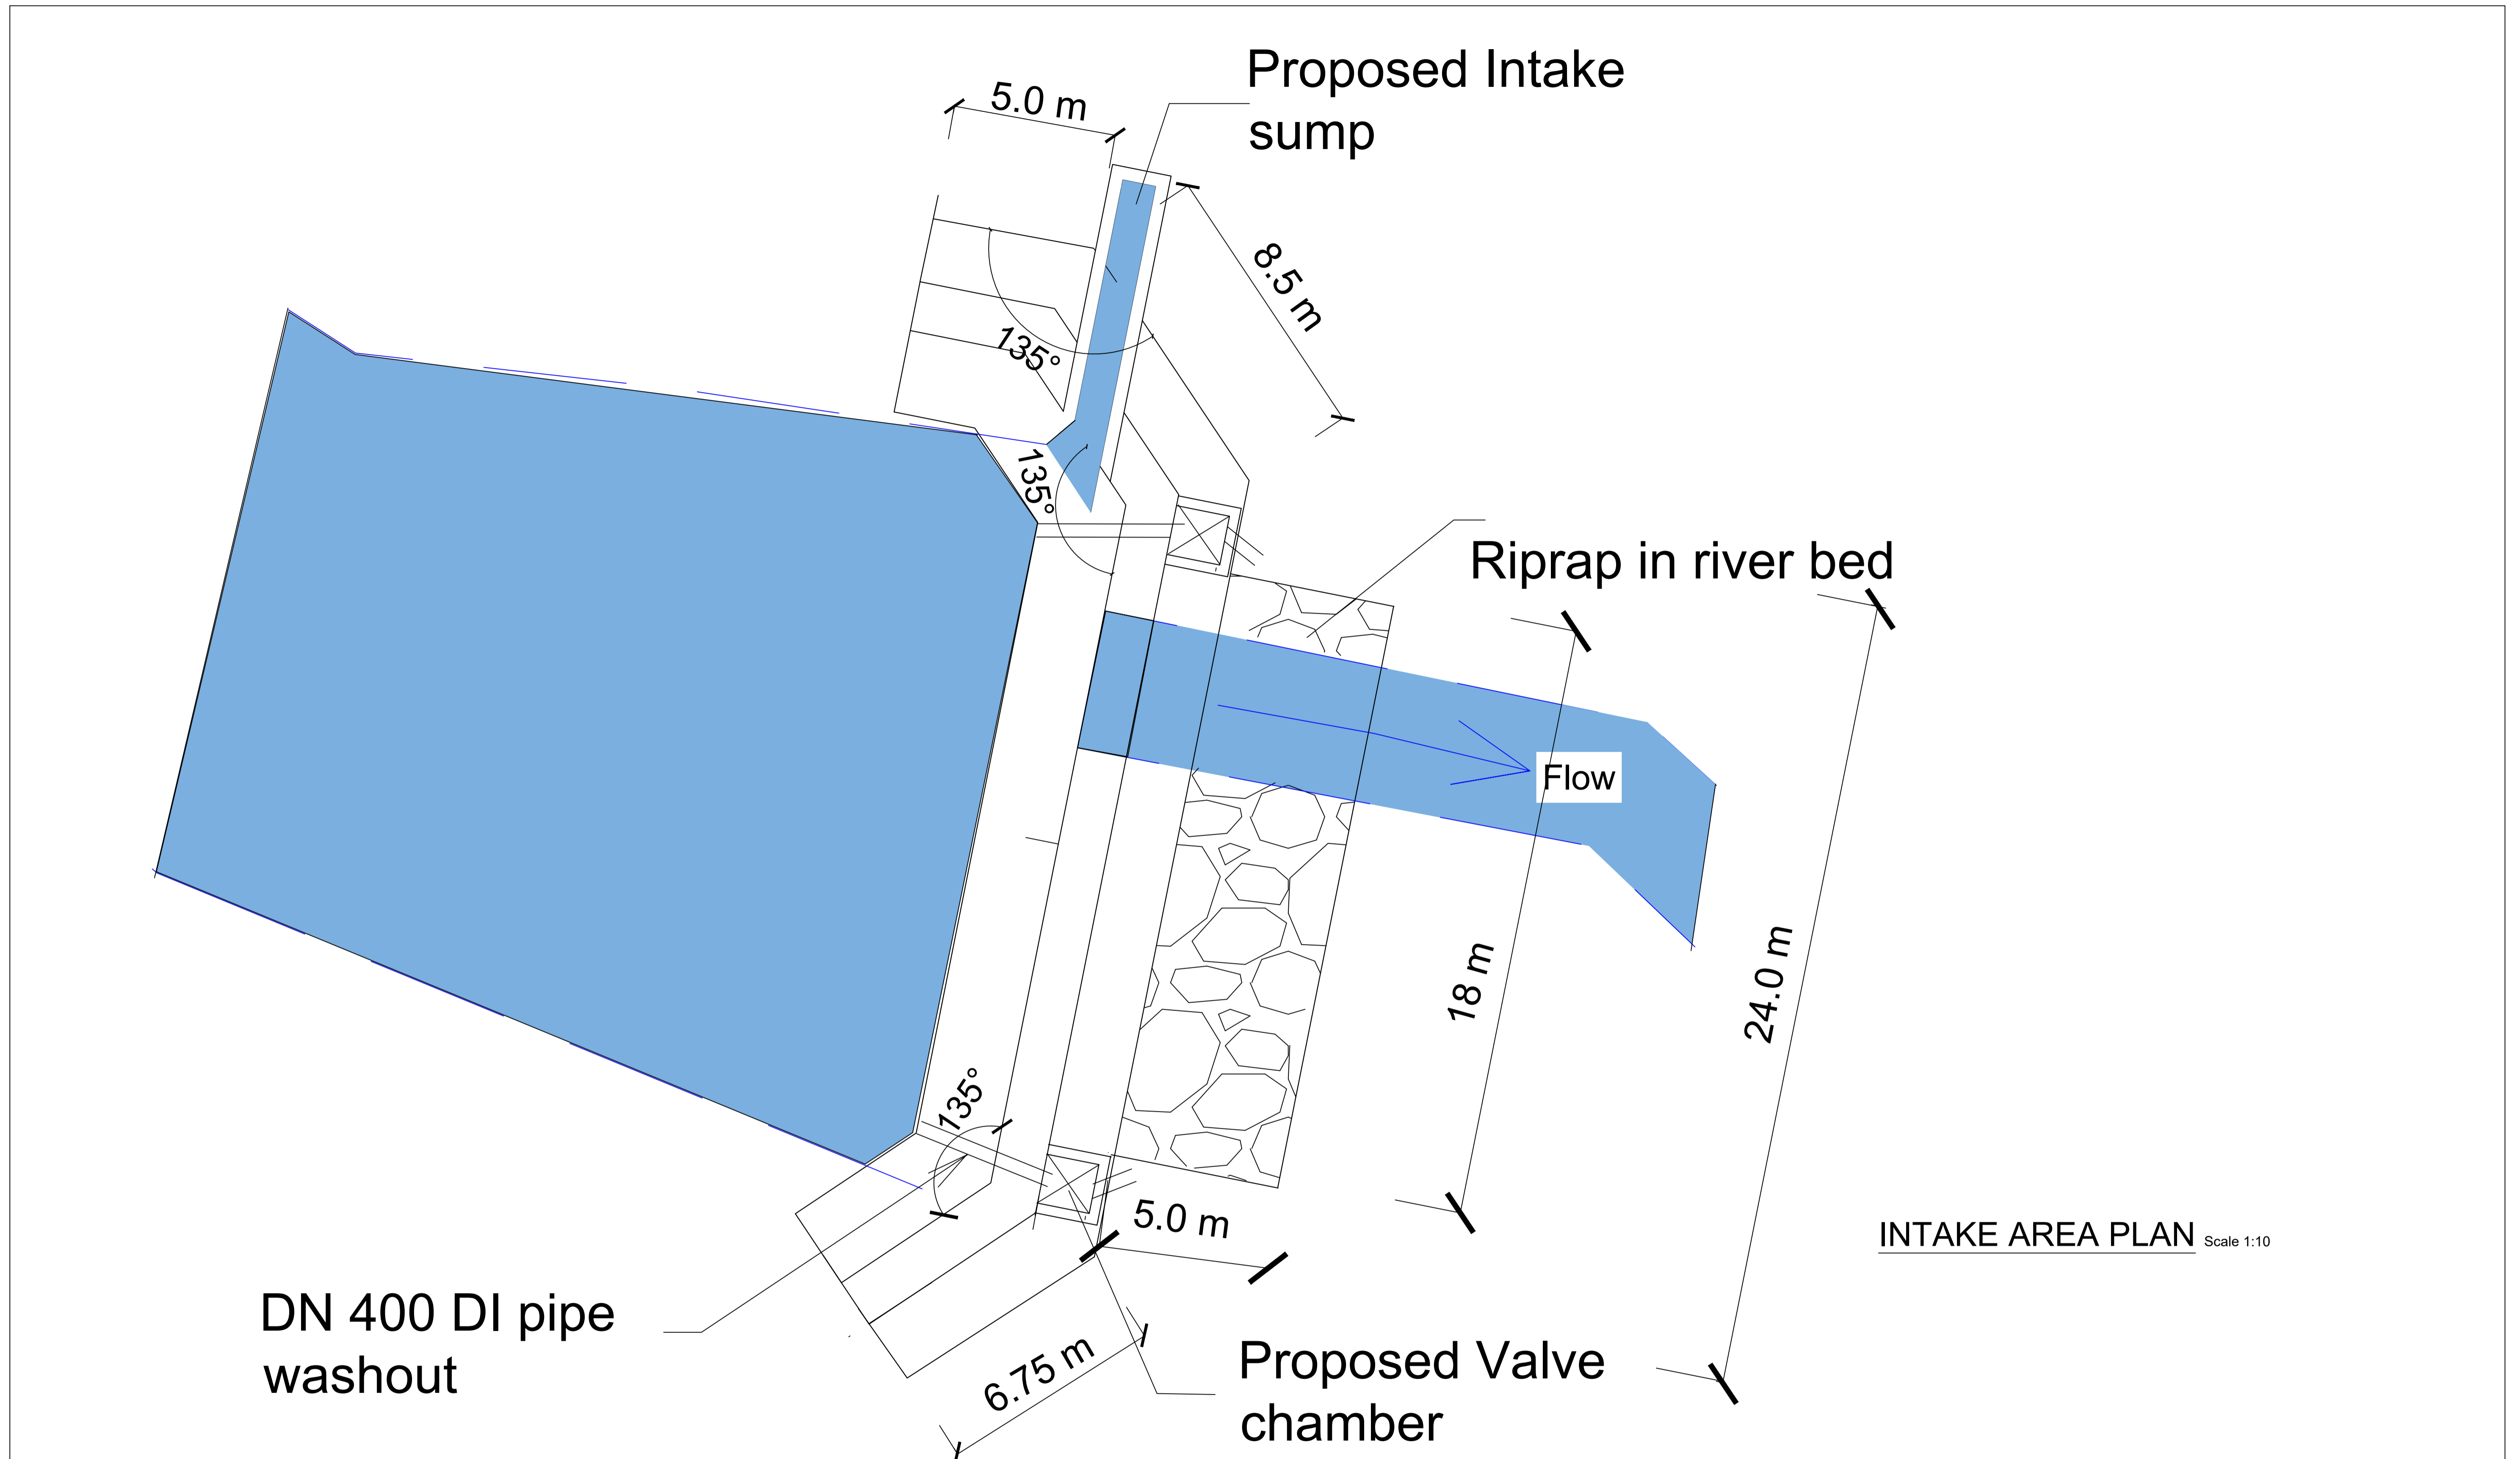 Proposed Intake
sump
5.0 m
8.5 m
135°
135°
Riprap in river bed
Flow
18 m
24.0 m
135°
5.0 m
INTAKE AREA PLAN Scale 1:10
DN 400 DI pipe
washout
6.75 m
Proposed Valve
chamber